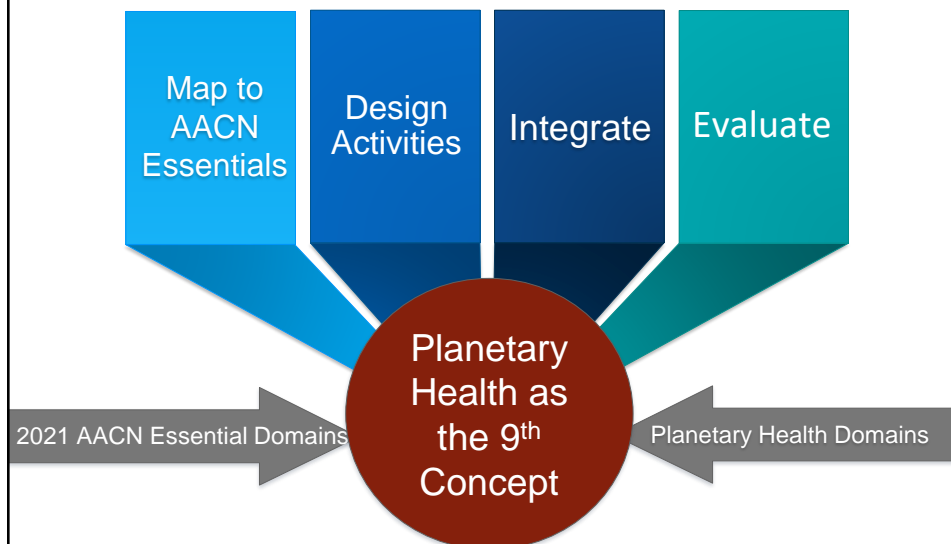 Map to
AACN
Essentials
Design
Activities
Integrate
Evaluate
Planetary
Health as
the 9th
Concept
2021 AACN Essential Domains
Planetary Health Domains